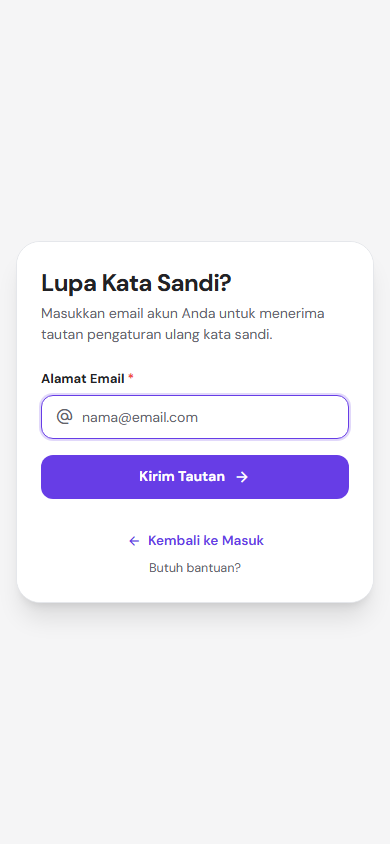 Lupa Kata Sandi?
Masukkan email akun Anda untuk menerima
tautan pengaturan ulang kata sandi.
Alamat Email *
nama@email.com
Kirim Tautan →
← Kembali ke Masuk
Butuh bantuan?